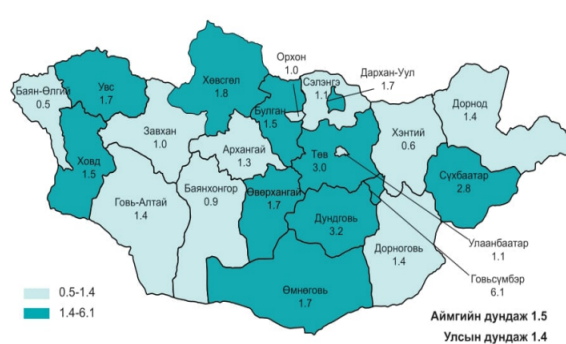 Орхон
1.0
Сэлэнгэ
1.1
Дархан-Уул
1.7
Хөвсгөл
1.8
Увс
1.7
Баян-Өлгий
0.5
Дорнод
1.4
Булган
1.5
Завхан
1.0
Хэнтий
0.6
Архангай
1.3
Төв
3.0
Ховд
1.5
Сүхбаатар
2.8
Баянхонгор
0.9
Өвөрхангай
1.7
Говь-Алтай
1.4
Дундговь
3.2
Улаанбаатар
1.1
Дорноговь
1.4
Говьсүмбэр
6.1
Өмнөговь
1.7
0.5-1.4
1.4-6.1
Аймгийн дундаж 1.5
Улсын дундаж 1.4